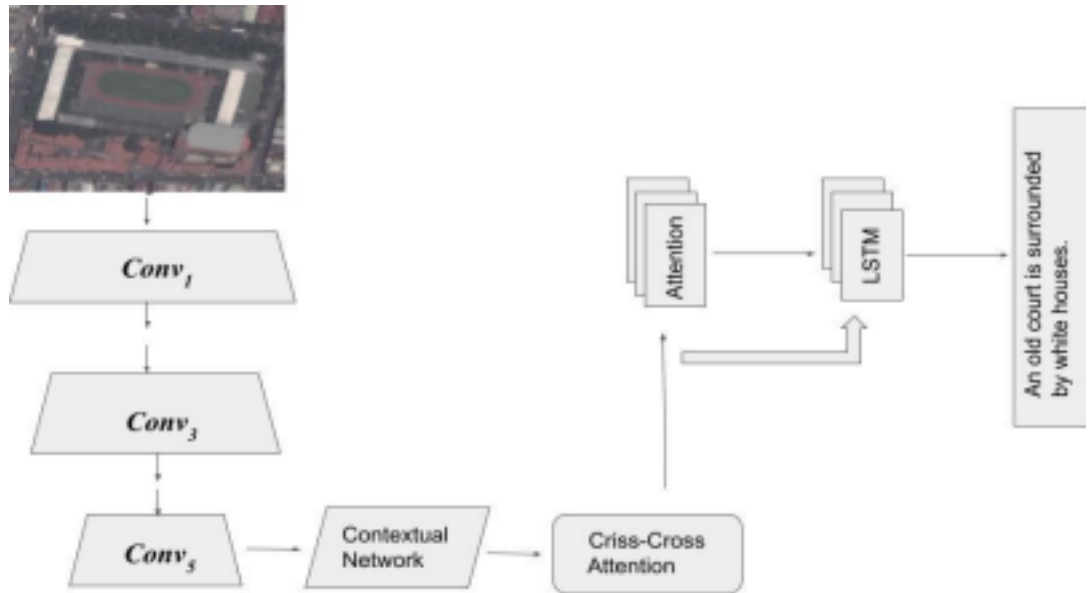 Conv1
Conv3
Conv5
Contextual
Network
Criss-Cross
Attention
Attention
LSTM
An old court is surrounded
by white houses.